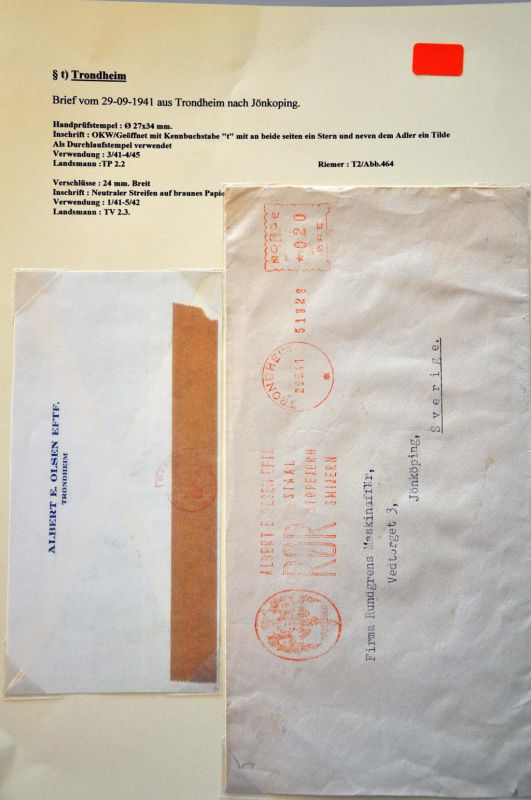 § t) Trondheim
Brief vom 29-09-1941 aus Trondheim nach Jönkoping.
Handprüfstempel : Ø 27x34 mm.
Inschrift : OKW/Geöffnet mit Kennbuchstabe "t" mit an beide seiten ein Stern und neven dem Adler ein Tilde
Als Durchlaufstempel verwendet
Verwendung : 3/41-4/45
Landsmann :TP 2.2 Riemer : T2/Abb.464
Verschlüsse : 24 mm. Breit
Inschrift : Neutraler Streifen auf braunes Papie
Verwendung : 1/41-5/42
Landsmann : TV 2.3.
ALBERT E. OLSEN EFTF.
TRONDHEIM
NORGE
*020
ØRE
51329
TRONDHEIM
29.9.41
ALBERT E. OLSEN EFTF
RØR
STAAL
STØPEJERN
SMIJERN
Firma Rundgrens Maskinaffär,
Vedtorget 3,
Jönköping,
Sverige.